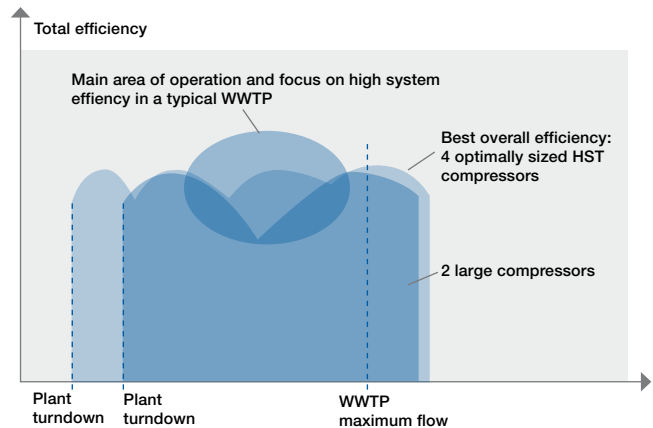 Total efficiency
Main area of operation and focus on high system
effiency in a typical WWTP
Best overall efficiency:
4 optimally sized HST
compressors
2 large compressors
Plant
turndown
Plant
turndown
WWTP
maximum flow